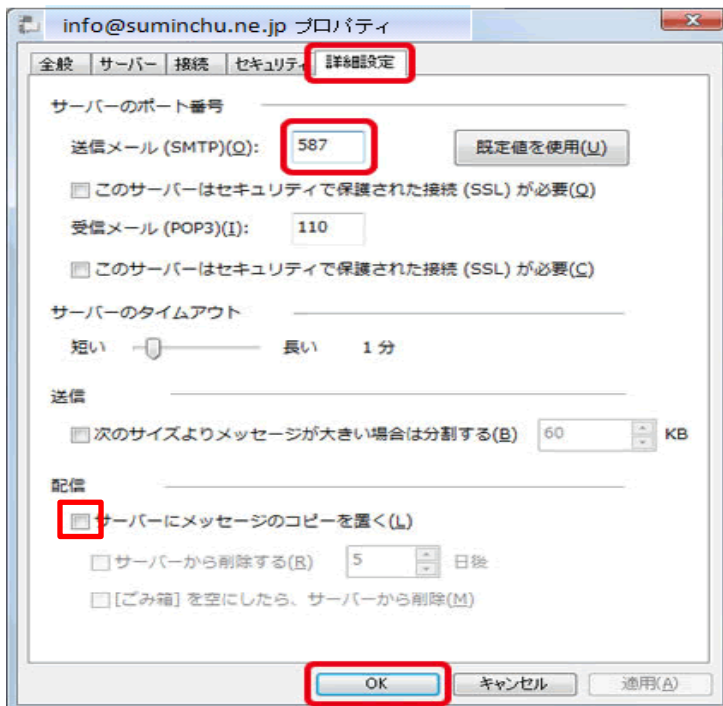 info@suminchu.ne.jp プロパティ
全般 サーバー 接続 セキュリティ 詳細設定
サーバーのポート番号
送信メール (SMTP)(O): 587 既定値を使用(U)
このサーバーはセキュリティで保護された接続 (SSL) が必要(Q)
受信メール (POP3)(I): 110
このサーバーはセキュリティで保護された接続 (SSL) が必要(C)
サーバーのタイムアウト
短い 長い 1 分
送信
次のサイズよりメッセージが大きい場合は分割する(B) 60 KB
配信
サーバーにメッセージのコピーを置く(L)
サーバーから削除する(R) 5 日後
[ごみ箱] を空にしたら、サーバーから削除(M)
OK キャンセル 適用(A)